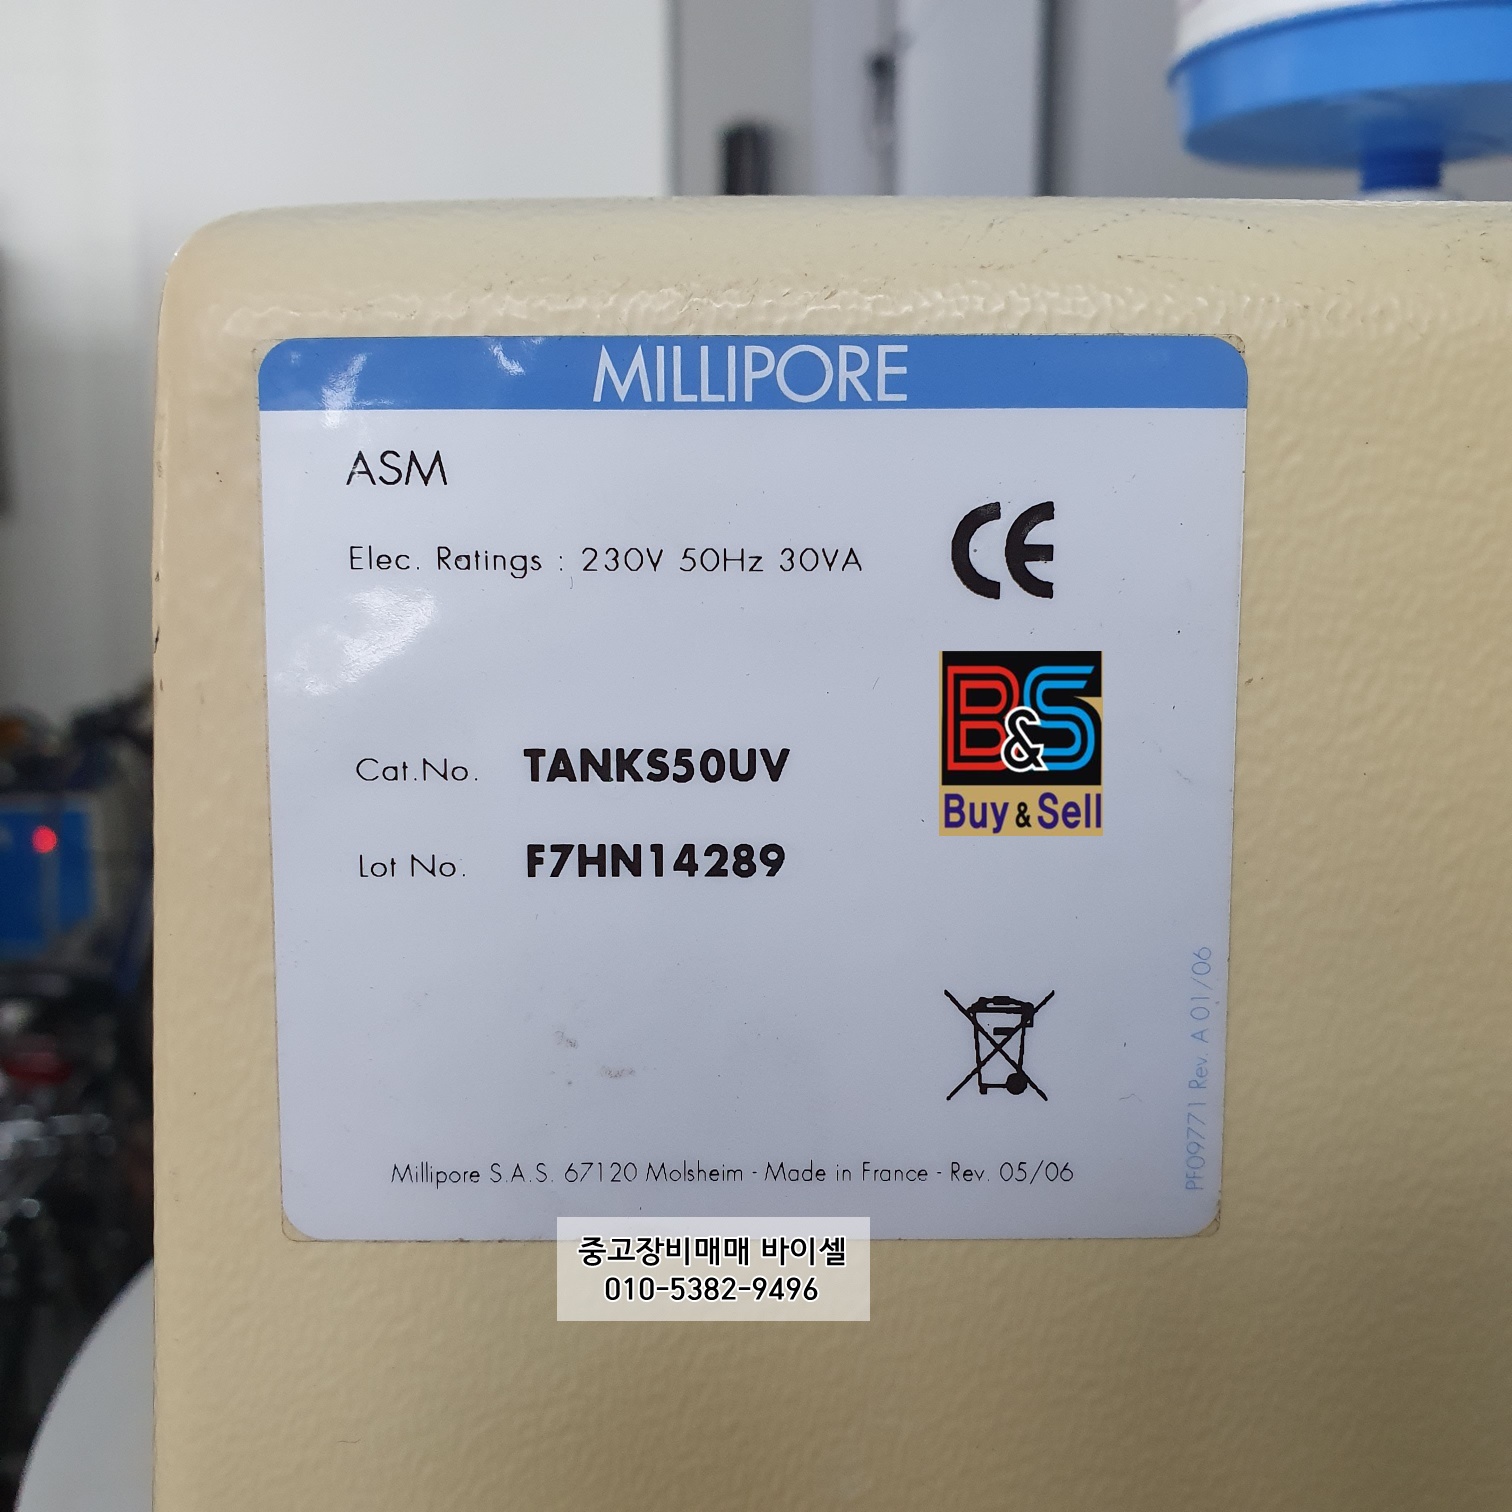 MILLIPORE
ASM
Elec. Ratings : 230V 50Hz 30VA
CE
B&S
Buy & Sell
Cat.No. TANKS50UV
Lot No. F7HN14289
PF09771 Rev. A 01/06
Millipore S.A.S. 67120 Molsheim - Made in France - Rev. 05/06
중고장비매매 바이셀
010-5382-9496